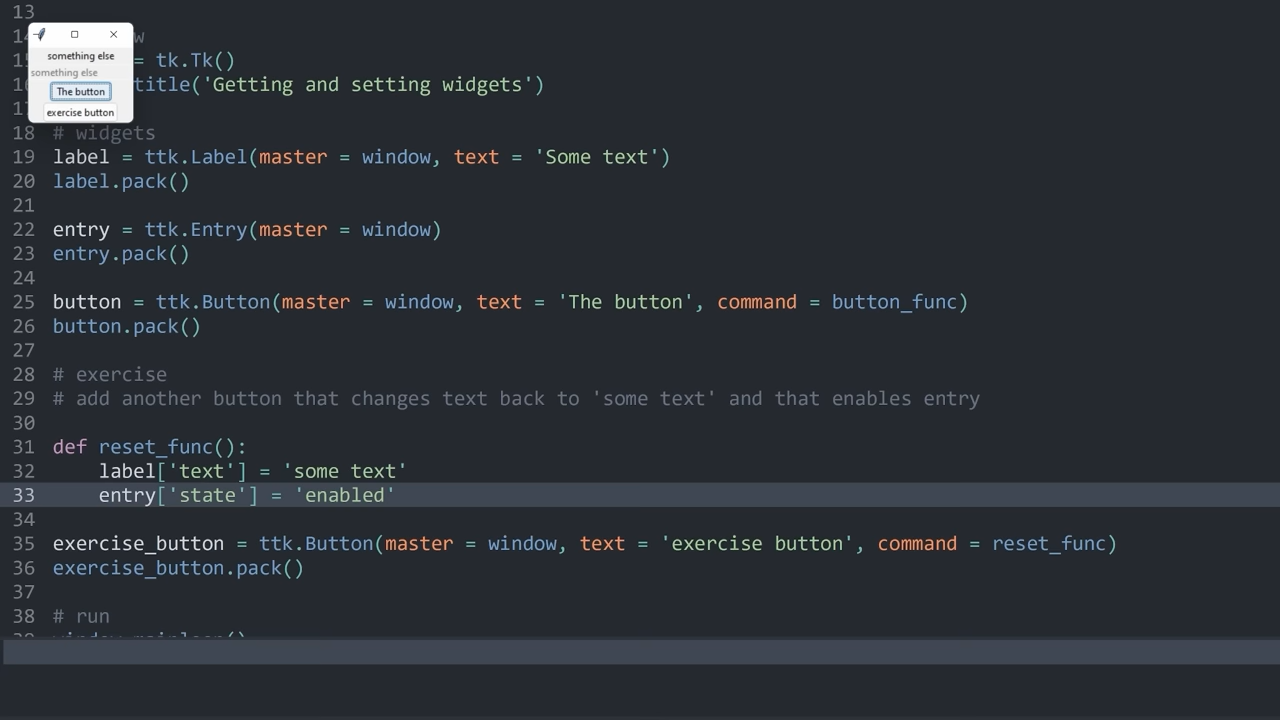 13
14 w
something else
15 = tk.Tk()
something else
16 title('Getting and setting widgets')
The button
17
exercise button
18 # widgets
19 label = ttk.Label(master = window, text = 'Some text')
20 label.pack()
21
22 entry = ttk.Entry(master = window)
23 entry.pack()
24
25 button = ttk.Button(master = window, text = 'The button', command = button_func)
26 button.pack()
27
28 # exercise
29 # add another button that changes text back to 'some text' and that enables entry
30
31 def reset_func():
32 label['text'] = 'some text'
33 entry['state'] = 'enabled'
34
35 exercise_button = ttk.Button(master = window, text = 'exercise button', command = reset_func)
36 exercise_button.pack()
37
38 # run
39 window.mainloop()